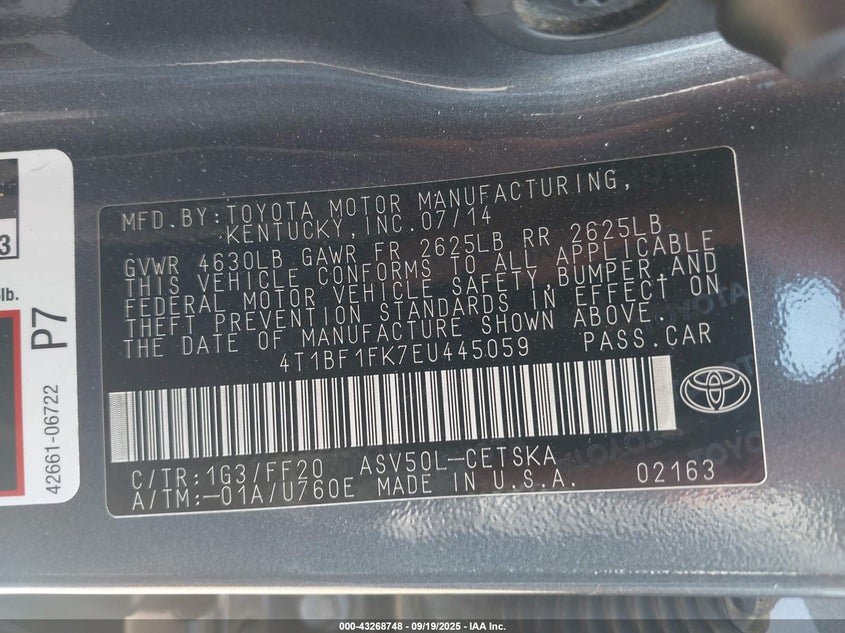 3
lb.
P7
42661-06722
MFD. BY: TOYOTA MOTOR MANUFACTURING,
KENTUCKY, INC. 07/14
GVWR 4630LB GAWR FR 2625LB RR 2625LB
THIS VEHICLE CONFORMS TO ALL APPLICABLE
FEDERAL MOTOR VEHICLE SAFETY, BUMPER, AND
THEFT PREVENTION STANDARDS IN EFFECT ON
THE DATE OF MANUFACTURE SHOWN ABOVE.
4T1BF1FK7EU445059 PASS. CAR
C/TR: 1G3/FF20 ASV50L-CETSKA
A/TM: -01A/U760E MADE IN U.S.A. 02163
TOYOTA
000-43268748 - 09/19/2025 - IAA Inc.